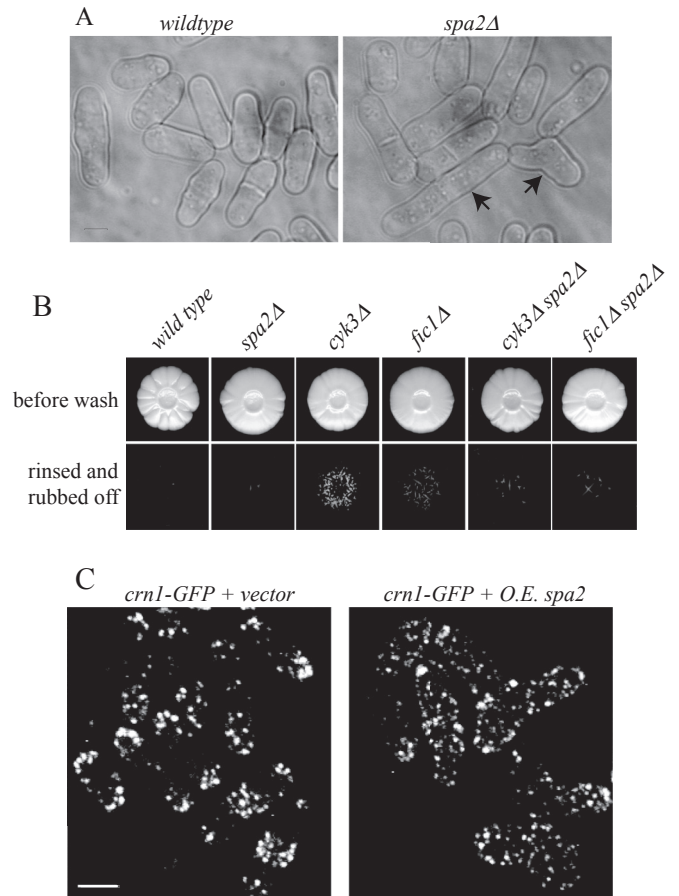 A
wildtype
spa2Δ
B
wild type
spa2Δ
cyk3Δ
fic1Δ
cyk3Δ spa2Δ
fic1Δ spa2Δ
before wash
rinsed and
rubbed off
C
crn1-GFP + vector
crn1-GFP + O.E. spa2